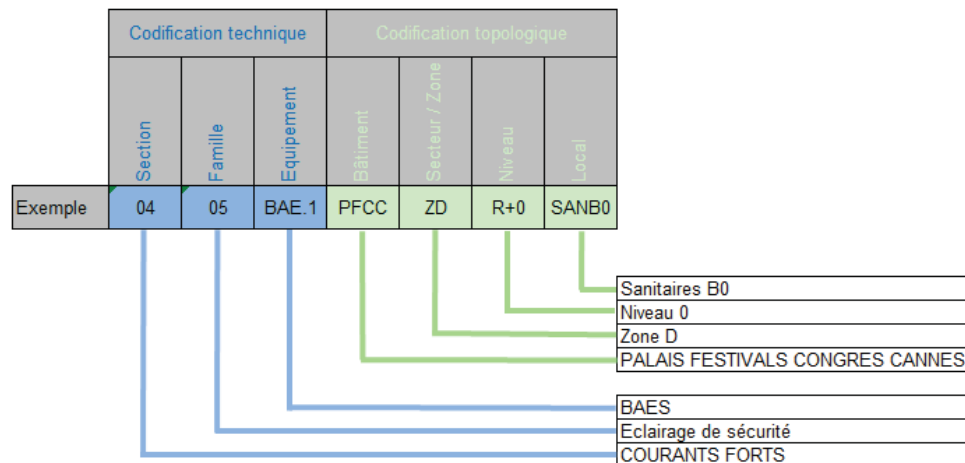 Codification technique Codification topologique
Section Famille Equipement Bâtiment Secteur / Zone Niveau Local
Exemple 04 05 BAE.1 PFCC ZD R+0 SANB0
Sanitaires B0
Niveau 0
Zone D
PALAIS FESTIVALS CONGRES CANNES
BAES
Eclairage de sécurité
COURANTS FORTS